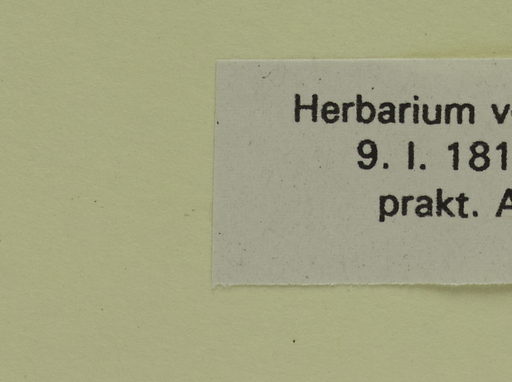 Herbarium v
9. I. 181
prakt. A